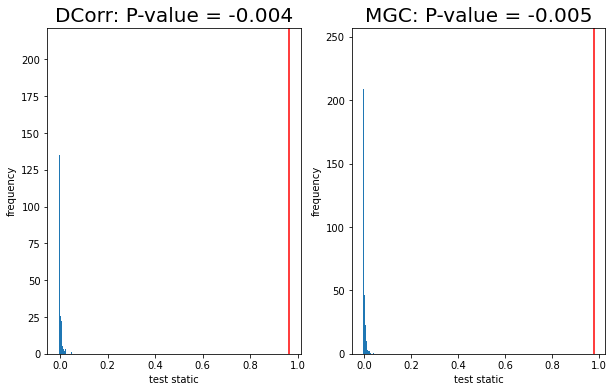 DCorr: P-value = -0.004
MGC: P-value = -0.005
frequency
200
175
150
125
100
75
50
25
0
0.0 0.2 0.4 0.6 0.8 1.0
test static
frequency
250
200
150
100
50
0
0.0 0.2 0.4 0.6 0.8 1.0
test static